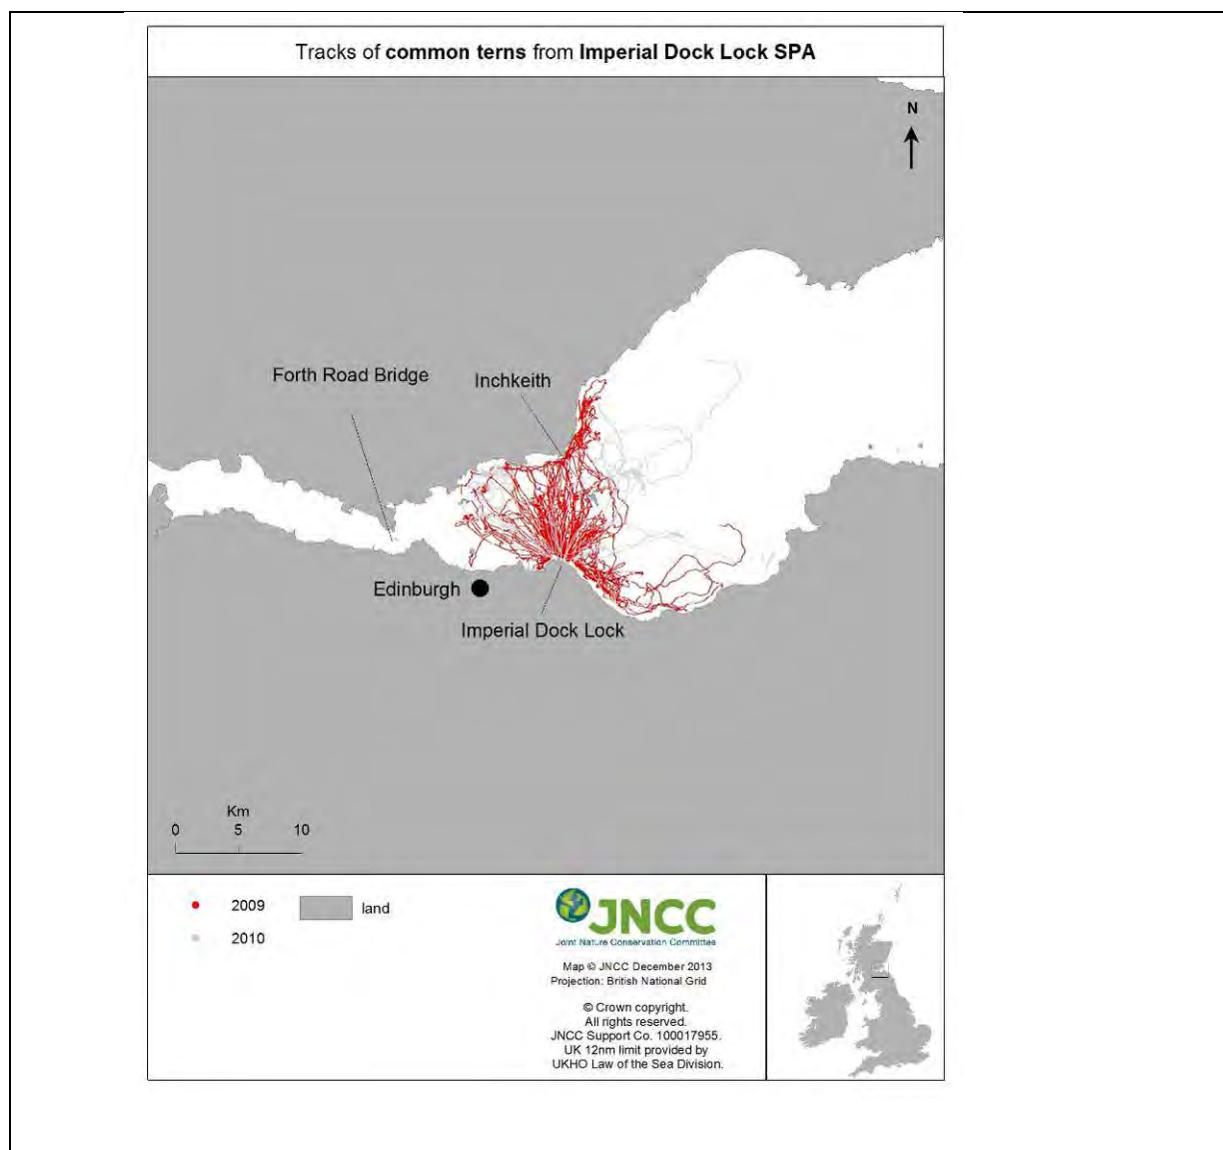 Tracks of common terns from Imperial Dock Lock SPA
N
Forth Road Bridge
Inchkeith
Edinburgh
Imperial Dock Lock
Km
0 5 10
2009
land
2010
JNCC
Joint Nature Conservation Committee
Map © JNCC December 2013
Projection: British National Grid
© Crown copyright.
All rights reserved.
JNCC Support Co. 100017955.
UK 12nm limit provided by
UKHO Law of the Sea Division.